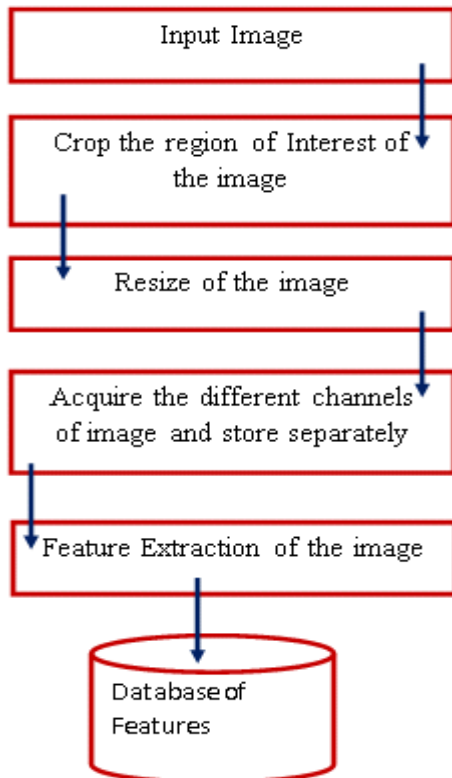 Input Image
Crop the region of Interest of
the image
Resize of the image
Acquire the different channels
of image and store separately
Feature Extraction of the image
Database of
Features